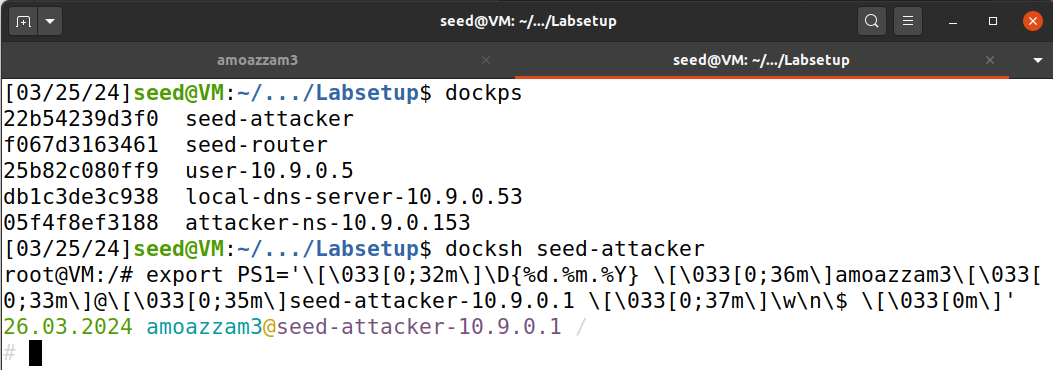 seed@VM: ~/.../Labsetup
amoazzam3
seed@VM: ~/.../Labsetup
[03/25/24]seed@VM:~/.../Labsetup$ dockps
22b54239d3f0  seed-attacker
f067d3163461  seed-router
25b82c080ff9  user-10.9.0.5
db1c3de3c938  local-dns-server-10.9.0.53
05f4f8ef3188  attacker-ns-10.9.0.153
[03/25/24]seed@VM:~/.../Labsetup$ docksh seed-attacker
root@VM:/# export PS1='\[\033[0;32m\]\D{%d.%m.%Y} \[\033[0;36m\]amoazzam3\[\033[
0;33m\]@\[\033[0;35m\]seed-attacker-10.9.0.1 \[\033[0;37m\]\w\n\$ \[\033[0m\]'
26.03.2024 amoazzam3@seed-attacker-10.9.0.1 /
#